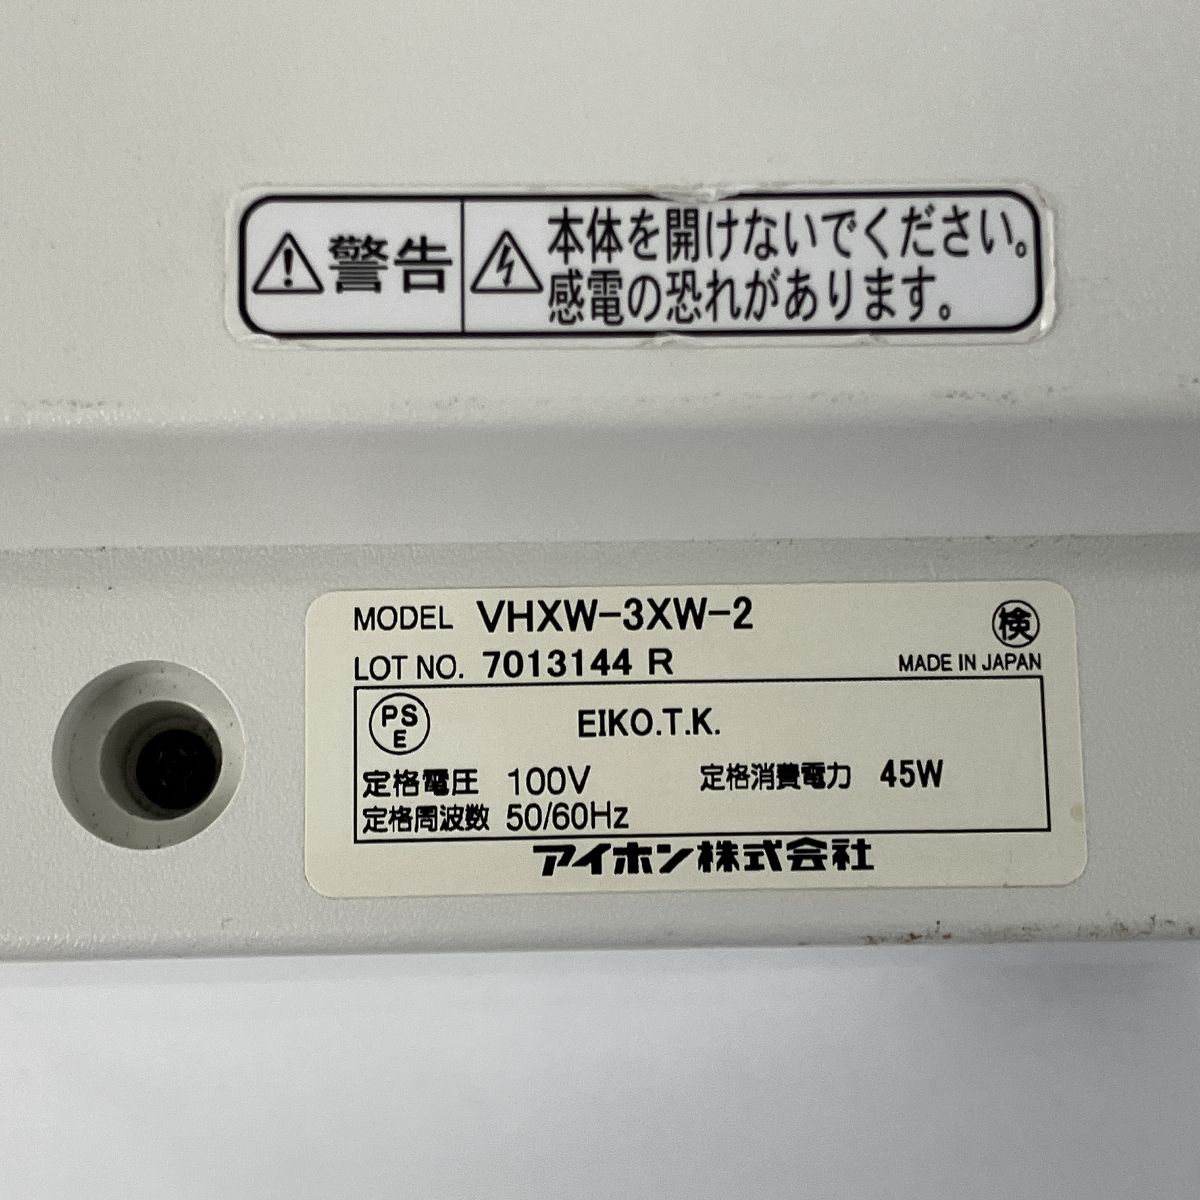 警告
本体を開けないでください。
感電の恐れがあります。
MODEL VHXW-3XW-2
検
LOT NO. 7013144 R
MADE IN JAPAN
PS
E
EIKO.T.K.
定格電圧 100V 定格消費電力 45W
定格周波数 50/60Hz
アイホン株式会社